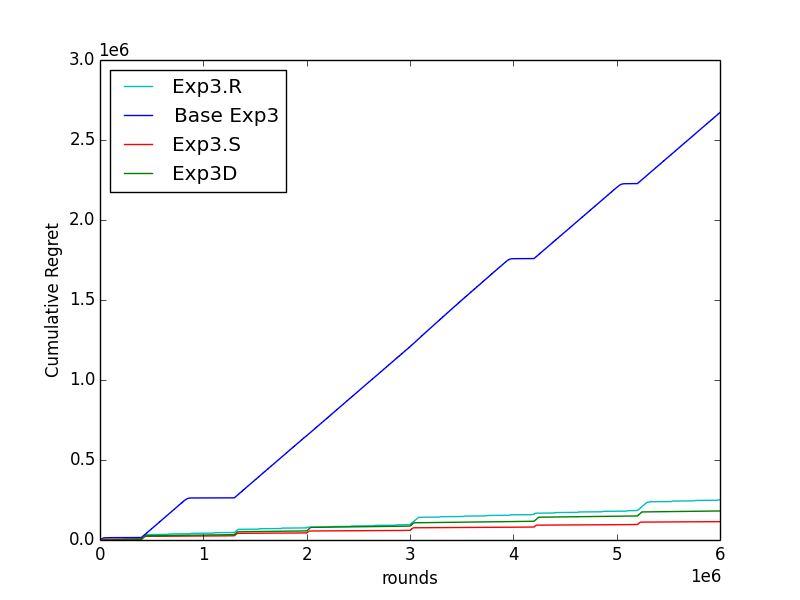 1e6
3.0
2.5
2.0
1.5
1.0
0.5
0.0
Cumulative Regret
Exp3.R
Base Exp3
Exp3.S
Exp3D
0 1 2 3 4 5 6
rounds
1e6